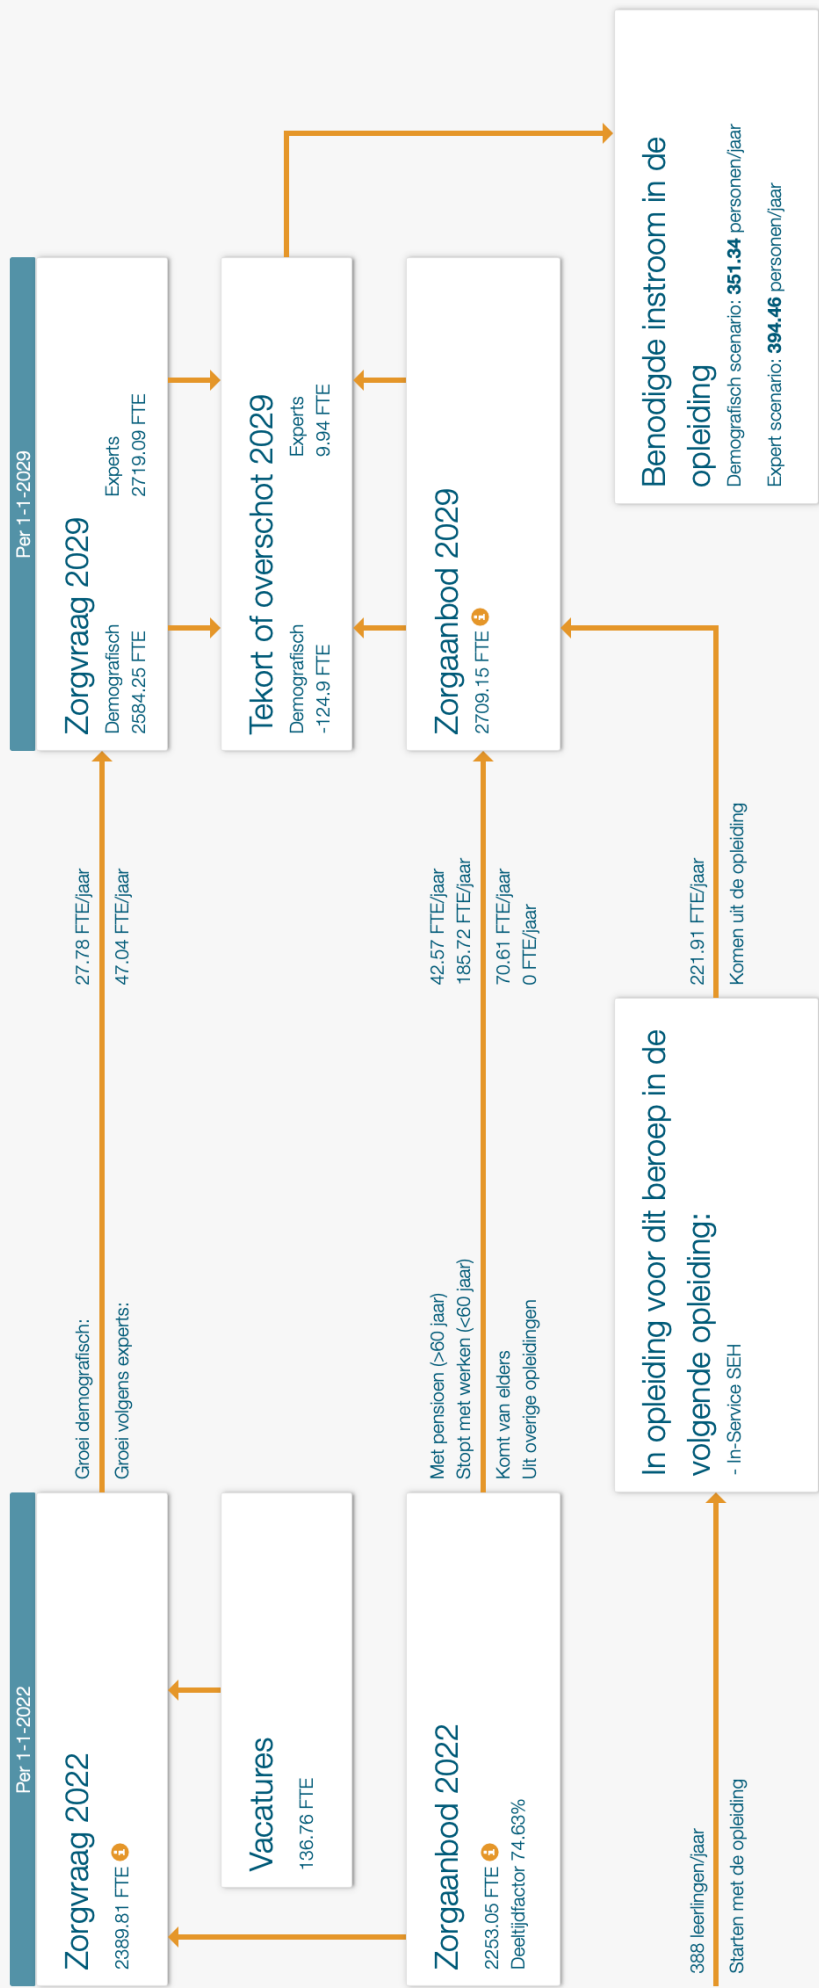 Per 1-1-2022
Zorgvraag 2022
2389.81 FTE
Vacatures
136.76 FTE
Zorgaanbod 2022
2253.05 FTE
Deeltijdfactor 74.63%
388 leerlingen/jaar
Starten met de opleiding
Groei demografisch: 27.78 FTE/jaar
Groei volgens experts: 47.04 FTE/jaar
Met pensioen (>60 jaar) 42.57 FTE/jaar
Stopt met werken (<60 jaar) 185.72 FTE/jaar
Komt van elders 70.61 FTE/jaar
Uit overige opleidingen 0 FTE/jaar
In opleiding voor dit beroep in de
volgende opleiding:
- In-Service SEH
221.91 FTE/jaar
Komen uit de opleiding
Per 1-1-2029
Zorgvraag 2029
Demografisch Experts
2584.25 FTE 2719.09 FTE
Tekort of overschot 2029
Demografisch Experts
-124.9 FTE 9.94 FTE
Zorgaanbod 2029
2709.15 FTE
Benodigde instroom in de
opleiding
Demografisch scenario: 351.34 personen/jaar
Expert scenario: 394.46 personen/jaar